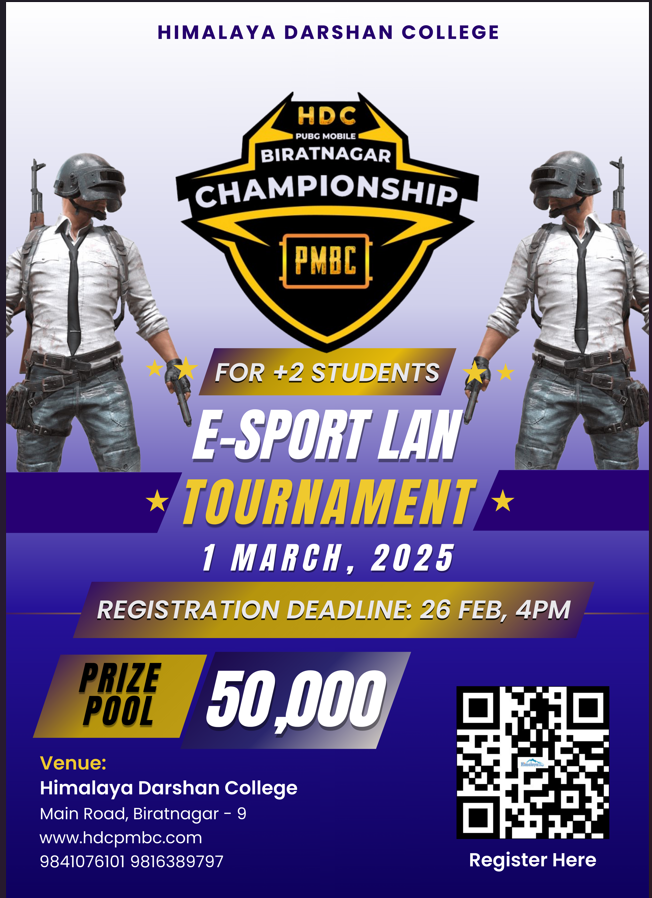 HIMALAYA DARSHAN COLLEGE
HDC
PUBG MOBILE
BIRATNAGAR
CHAMPIONSHIP
PMBC
FOR +2 STUDENTS
E-SPORT LAN
TOURNAMENT
1 MARCH, 2025
REGISTRATION DEADLINE: 26 FEB, 4PM
PRIZE
POOL
50,000
Venue:
Himalaya Darshan College
Main Road, Biratnagar - 9
www.hdcpmbc.com
9841076101 9816389797
Register Here